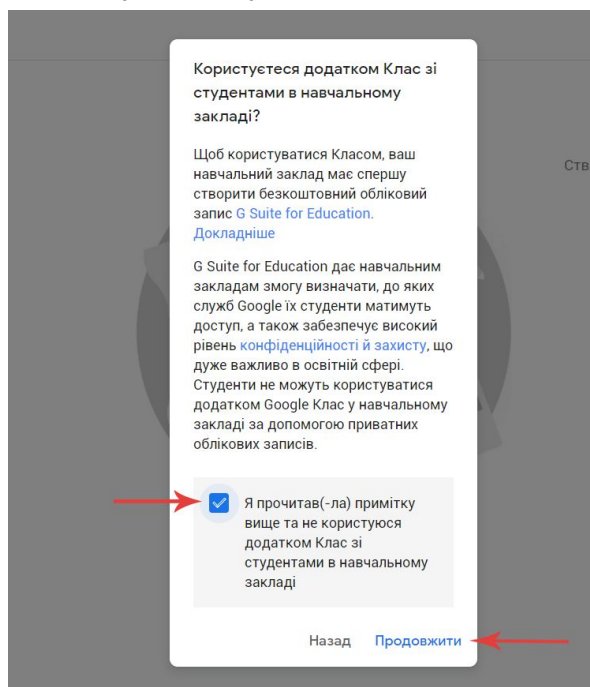 Користуєтеся додатком Клас зі
студентами в навчальному
закладі?
Щоб користуватися Класом, ваш
навчальний заклад має спершу
створити безкоштовний обліковий
запис G Suite for Education.
Докладніше
G Suite for Education дає навчальним
закладам змогу визначати, до яких
служб Google їх студенти матимуть
доступ, а також забезпечує високий
рівень конфіденційності й захисту, що
дуже важливо в освітній сфері.
Студенти не можуть користуватися
додатком Google Клас у навчальному
закладі за допомогою приватних
облікових записів.
Я прочитав(-ла) примітку
вище та не користуюся
додатком Клас зі
студентами в навчальному
закладі
Назад Продовжити
Ств